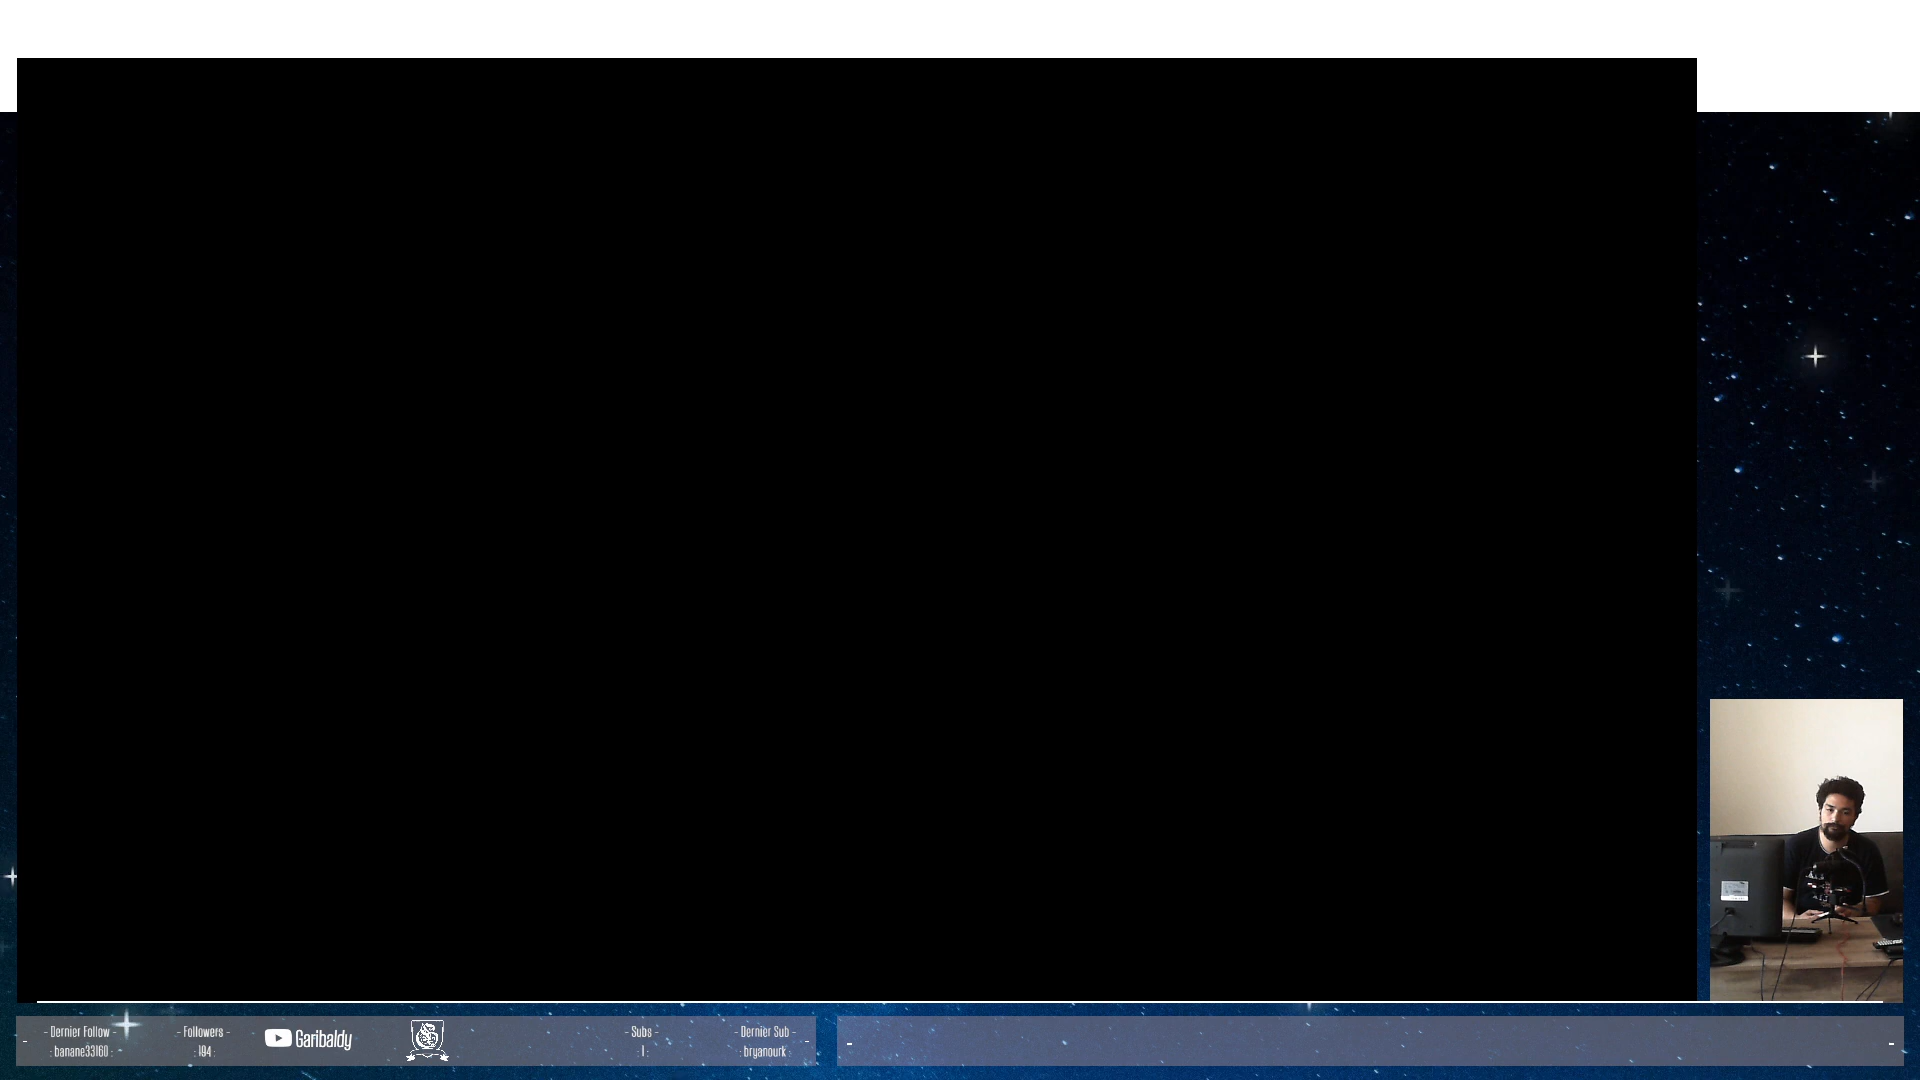 - Dernier Follow -
: banane33160 :
- Followers -
: 194 :
Garibaldy
- Subs -
: 1 :
- Dernier Sub -
: bryanourk :